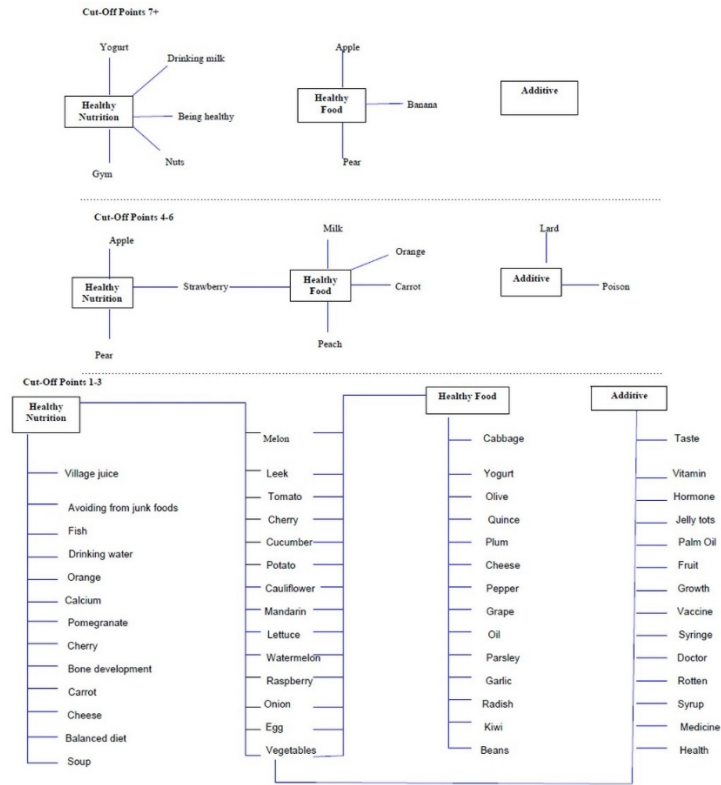 Cut-Off Points 7+
Yogurt
Drinking milk
Healthy
Nutrition
Being healthy
Nuts
Gym
Apple
Healthy
Food
Banana
Pear
Additive
Cut-Off Points 4-6
Apple
Healthy
Nutrition
Strawberry
Pear
Milk
Orange
Healthy
Food
Carrot
Peach
Lard
Additive
Poison
Cut-Off Points 1-3
Healthy
Nutrition
Village juice
Avoiding from junk foods
Fish
Drinking water
Orange
Calcium
Pomegranate
Cherry
Bone development
Carrot
Cheese
Balanced diet
Soup
Melon
Leek
Tomato
Cherry
Cucumber
Potato
Cauliflower
Mandarin
Lettuce
Watermelon
Raspberry
Onion
Egg
Vegetables
Healthy Food
Cabbage
Yogurt
Olive
Quince
Plum
Cheese
Pepper
Grape
Oil
Parsley
Garlic
Radish
Kiwi
Beans
Additive
Taste
Vitamin
Hormone
Jelly tots
Palm Oil
Fruit
Growth
Vaccine
Syringe
Doctor
Rotten
Syrup
Medicine
Health